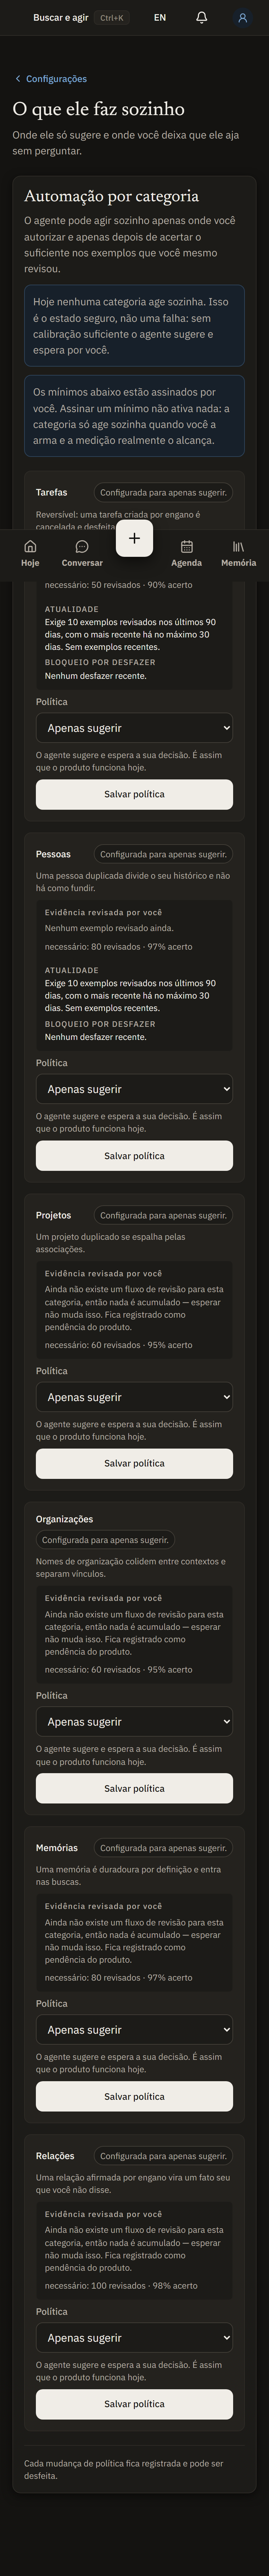 Buscar e agir Ctrl+K EN
Configurações
O que ele faz sozinho
Onde ele só sugere e onde você deixa que ele aja
sem perguntar.
Automação por categoria
O agente pode agir sozinho apenas onde você
autorizar e apenas depois de acertar o
suficiente nos exemplos que você mesmo
revisou.
Hoje nenhuma categoria age sozinha. Isso
é o estado seguro, não uma falha: sem
calibração suficiente o agente sugere e
espera por você.
Os mínimos abaixo estão assinados por
você. Assinar um mínimo não ativa nada: a
categoria só age sozinha quando você a
arma e a medição realmente o alcança.
Tarefas Configurada para apenas sugerir.
Reversível: uma tarefa criada por engano é
cancelada e desfeita
Hoje Conversar Agenda Memória
necessário: 50 revisados · 90% acerto
ATUALIDADE
Exige 10 exemplos revisados nos últimos 90
dias, com o mais recente há no máximo 30
dias. Sem exemplos recentes.
BLOQUEIO POR DESFAZER
Nenhum desfazer recente.
Política
Apenas sugerir
O agente sugere e espera a sua decisão. É assim
que o produto funciona hoje.
Salvar política
Pessoas Configurada para apenas sugerir.
Uma pessoa duplicada divide o seu histórico e não
há como fundir.
Evidência revisada por você
Nenhum exemplo revisado ainda.
necessário: 80 revisados · 97% acerto
ATUALIDADE
Exige 10 exemplos revisados nos últimos 90
dias, com o mais recente há no máximo 30
dias. Sem exemplos recentes.
BLOQUEIO POR DESFAZER
Nenhum desfazer recente.
Política
Apenas sugerir
O agente sugere e espera a sua decisão. É assim
que o produto funciona hoje.
Salvar política
Projetos Configurada para apenas sugerir.
Um projeto duplicado se espalha pelas
associações.
Evidência revisada por você
Ainda não existe um fluxo de revisão para esta
categoria, então nada é acumulado — esperar
não muda isso. Fica registrado como
pendência do produto.
necessário: 60 revisados · 95% acerto
Política
Apenas sugerir
O agente sugere e espera a sua decisão. É assim
que o produto funciona hoje.
Salvar política
Organizações
Configurada para apenas sugerir.
Nomes de organização colidem entre contextos e
separam vínculos.
Evidência revisada por você
Ainda não existe um fluxo de revisão para esta
categoria, então nada é acumulado — esperar
não muda isso. Fica registrado como
pendência do produto.
necessário: 60 revisados · 95% acerto
Política
Apenas sugerir
O agente sugere e espera a sua decisão. É assim
que o produto funciona hoje.
Salvar política
Memórias Configurada para apenas sugerir.
Uma memória é duradoura por definição e entra
nas buscas.
Evidência revisada por você
Ainda não existe um fluxo de revisão para esta
categoria, então nada é acumulado — esperar
não muda isso. Fica registrado como
pendência do produto.
necessário: 80 revisados · 97% acerto
Política
Apenas sugerir
O agente sugere e espera a sua decisão. É assim
que o produto funciona hoje.
Salvar política
Relações Configurada para apenas sugerir.
Uma relação afirmada por engano vira um fato seu
que você não disse.
Evidência revisada por você
Ainda não existe um fluxo de revisão para esta
categoria, então nada é acumulado — esperar
não muda isso. Fica registrado como
pendência do produto.
necessário: 100 revisados · 98% acerto
Política
Apenas sugerir
O agente sugere e espera a sua decisão. É assim
que o produto funciona hoje.
Salvar política
Cada mudança de política fica registrada e pode ser
desfeita.